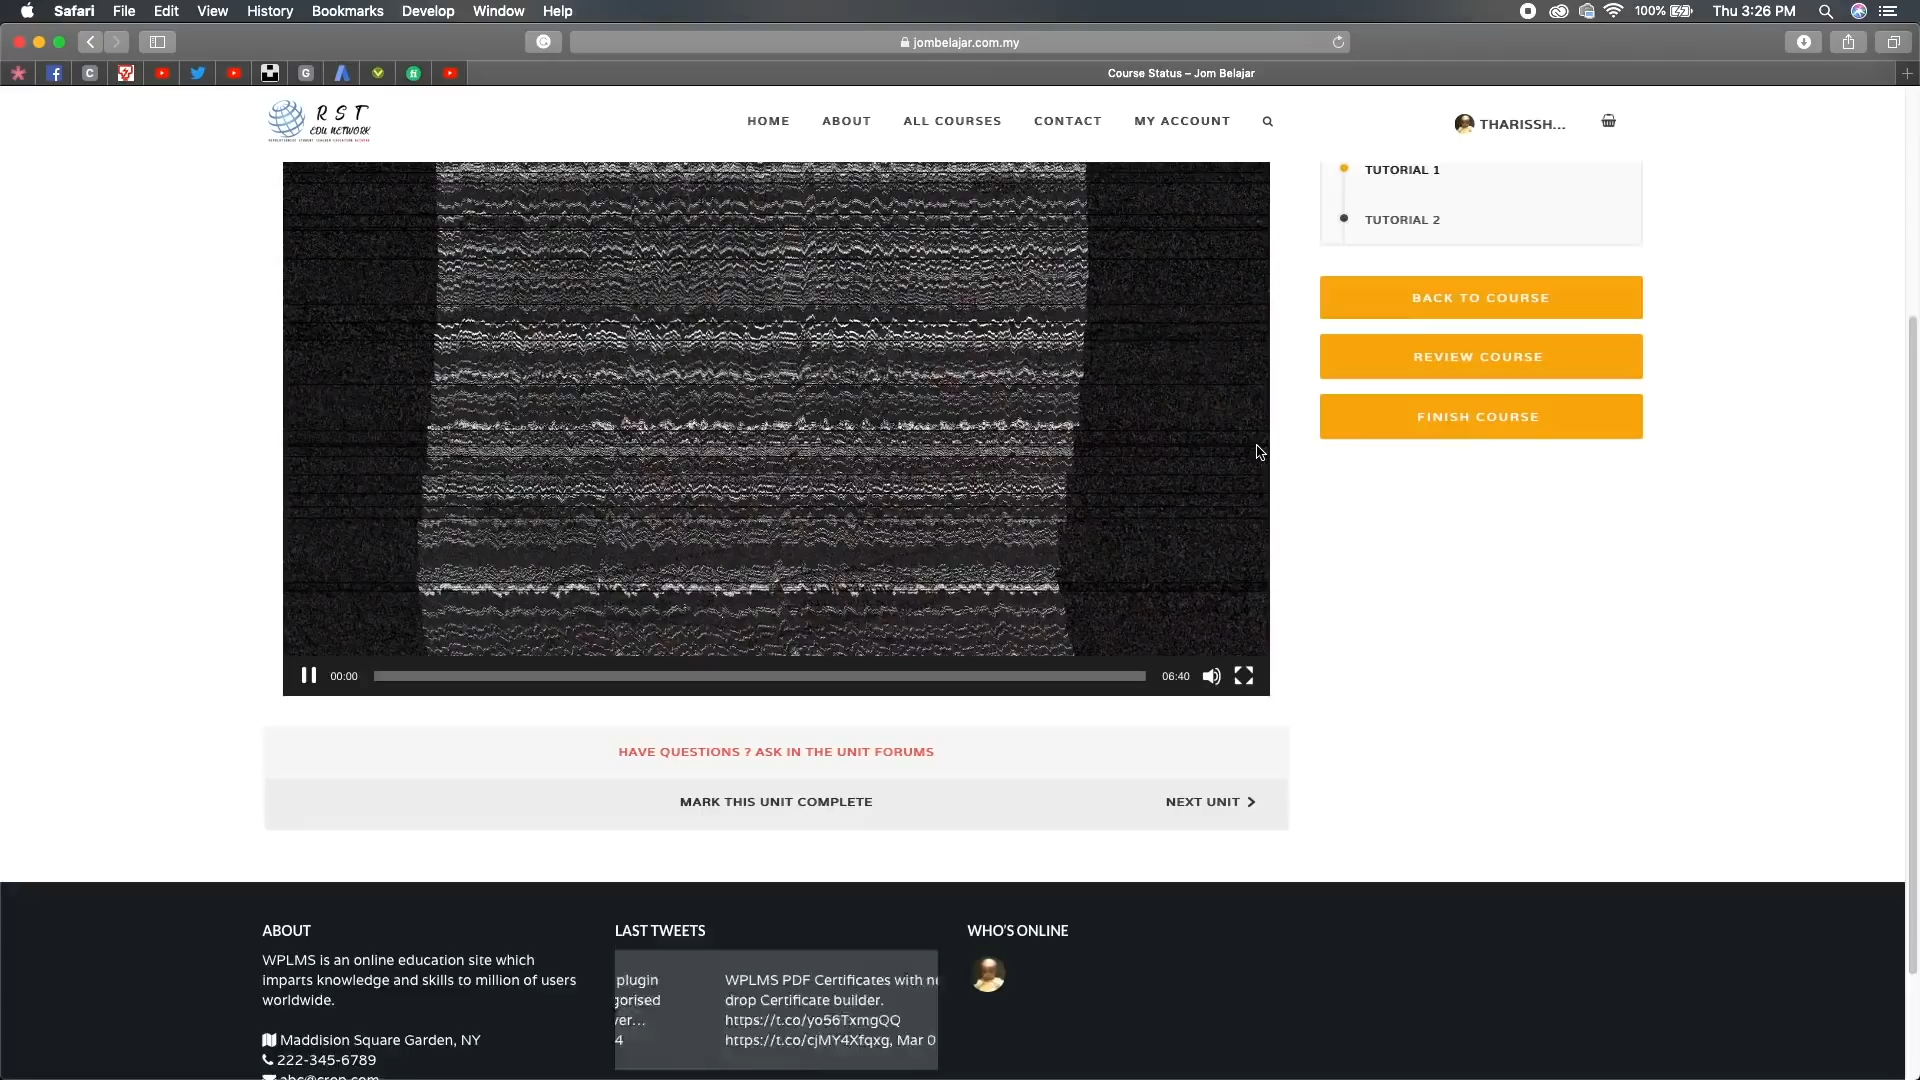 Safari File Edit View History Bookmarks Develop Window Help 100% Thu 3:26 PM
jombelajar.com.my
Course Status – Jom Belajar
R S T
EDU NETWORK
HOME ABOUT ALL COURSES CONTACT MY ACCOUNT THARISSH...
TUTORIAL 1
TUTORIAL 2
BACK TO COURSE
REVIEW COURSE
FINISH COURSE
00:00 06:40
HAVE QUESTIONS ? ASK IN THE UNIT FORUMS
MARK THIS UNIT COMPLETE NEXT UNIT
ABOUT
WPLMS is an online education site which
imparts knowledge and skills to million of users
worldwide.
Maddision Square Garden, NY
222-345-6789
LAST TWEETS
plugin
gorised
ver...
4
WPLMS PDF Certificates with
drop Certificate builder.
https://t.co/yo56TxmgQQ
https://t.co/cjMY4Xfqxg, Mar 0
WHO'S ONLINE